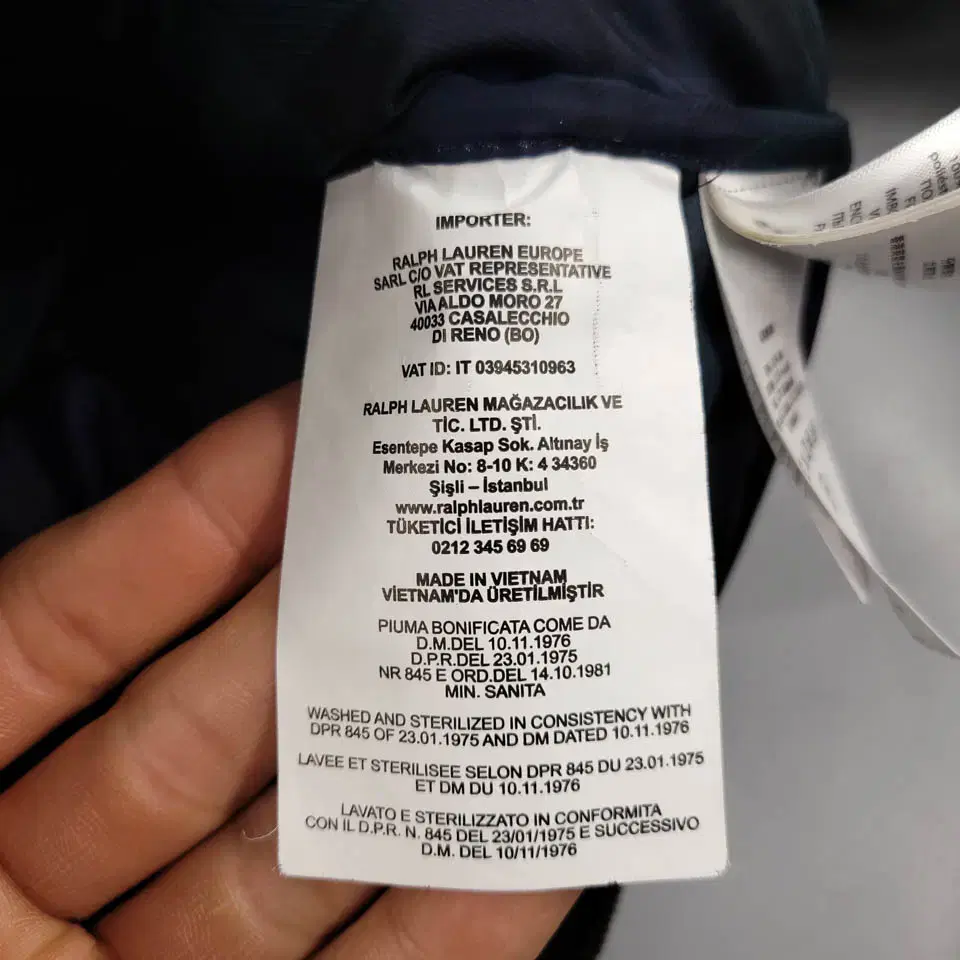 IMPORTER:
RALPH LAUREN EUROPE
SARL C/O VAT REPRESENTATIVE
RL SERVICES S.R.L
VIA ALDO MORO 27
40033 CASALECCHIO
DI RENO (BO)
VAT ID: IT 03945310963
RALPH LAUREN MAĞAZACILIK VE
TİC. LTD. ŞTİ.
Esentepe Kasap Sok. Altınay İş
Merkezi No: 8-10 K: 4 34360
Şişli – İstanbul
www.ralphlauren.com.tr
TÜKETİCİ İLETİŞİM HATTI:
0212 345 69 69
MADE IN VIETNAM
VİETNAM'DA ÜRETİLMİŞTİR
PIUMA BONIFICATA COME DA
D.M.DEL 10.11.1976
D.P.R.DEL 23.01.1975
NR 845 E ORD.DEL 14.10.1981
MIN. SANITA
WASHED AND STERILIZED IN CONSISTENCY WITH
DPR 845 OF 23.01.1975 AND DM DATED 10.11.1976
LAVEE ET STERILISEE SELON DPR 845 DU 23.01.1975
ET DM DU 10.11.1976
LAVATO E STERILIZZATO IN CONFORMITA
CON IL D.P.R. N. 845 DEL 23/01/1975 E SUCCESSIVO
D.M. DEL 10/11/1976